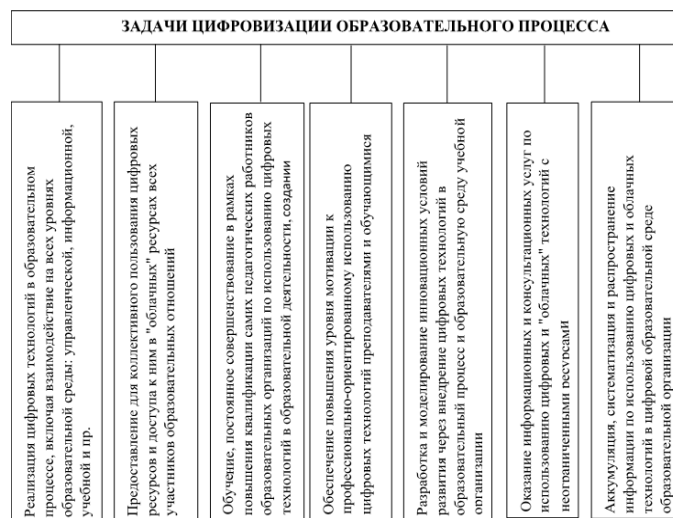 ЗАДАЧИ ЦИФРОВИЗАЦИИ ОБРАЗОВАТЕЛЬНОГО ПРОЦЕССА
Реализация цифровых технологий в образовательном
процессе, включая взаимодействие на всех уровнях
образовательной среды: управленческой, информационной,
учебной и пр.
Предоставление для коллективного пользования цифровых
ресурсов и доступа к ним в "облачных" ресурсах всех
участников образовательных отношений
Обучение, постоянное совершенствование в рамках
повышения квалификации самих педагогических работников
образовательных организаций по использованию цифровых
технологий в образовательной деятельности, создании
Обеспечение повышения уровня мотивации к
профессионально-ориентированному использованию
цифровых технологий преподавателями и обучающимися
Разработка и моделирование инновационных условий
развития через внедрение цифровых технологий в
образовательный процесс и образовательную среду учебной
организации
Оказание информационных и консультационных услуг по
использованию цифровых и "облачных" технологий с
неограниченными ресурсами
Аккумуляция, систематизация и распространение
информации по использованию цифровых и облачных
технологий в цифровой образовательной среде
образовательной организации